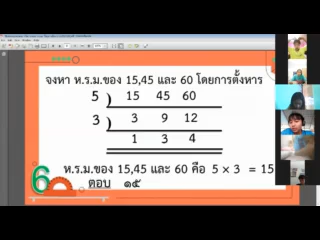 จงหา ห.ร.ม.ของ 15,45 และ 60 โดยการตั้งหาร
5 ) 15 45 60
3 ) 3 9 12
1 3 4
ห.ร.ม.ของ 15,45 และ 60 คือ 5 × 3 = 15
ตอบ ๑๕
6